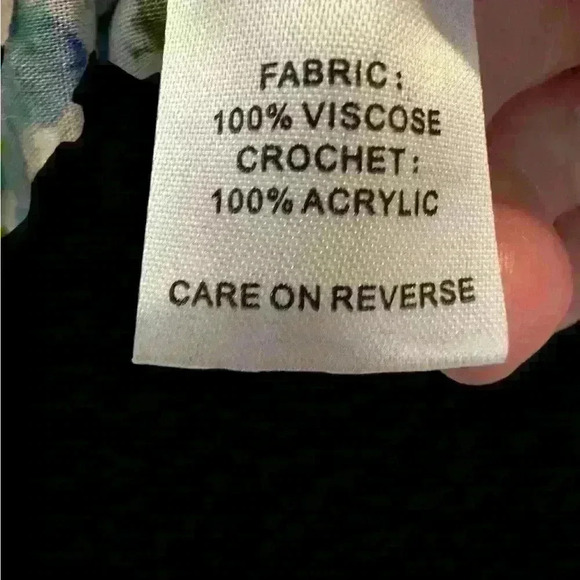 FABRIC:
100% VISCOSE
CROCHET:
100% ACRYLIC
CARE ON REVERSE